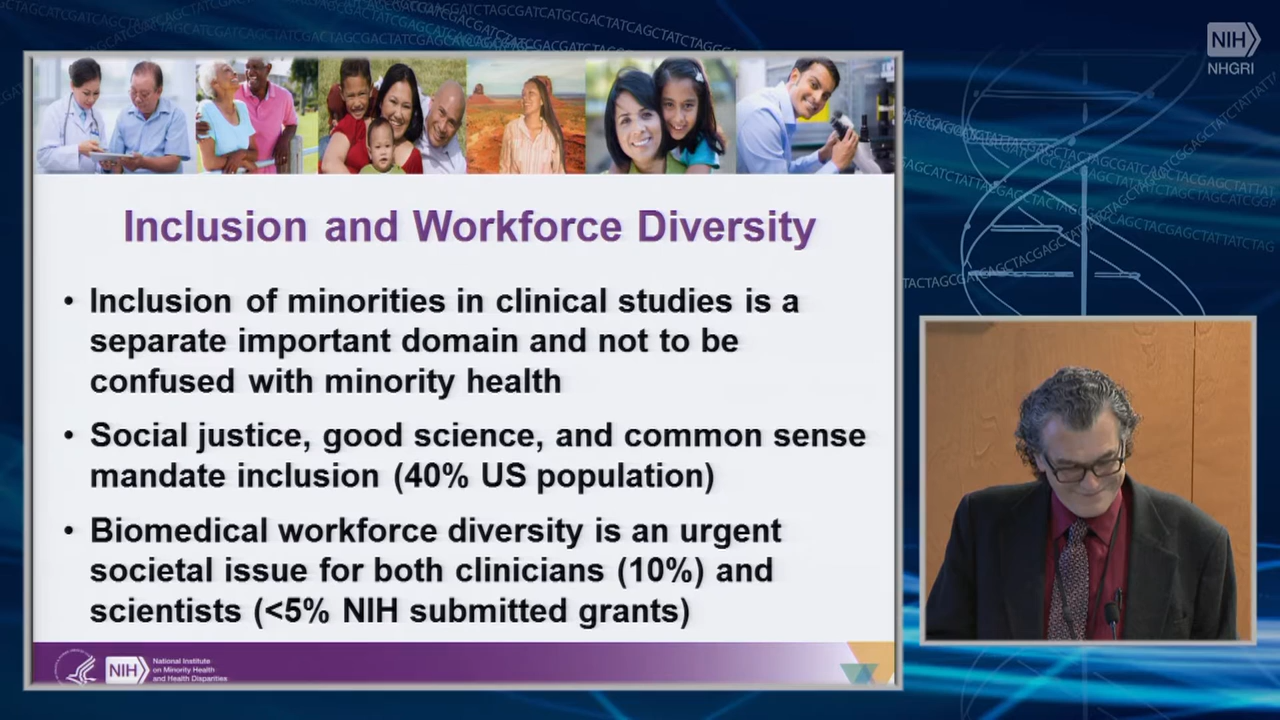 NIH
NHGRI
Inclusion and Workforce Diversity
• Inclusion of minorities in clinical studies is a
separate important domain and not to be
confused with minority health
• Social justice, good science, and common sense
mandate inclusion (40% US population)
• Biomedical workforce diversity is an urgent
societal issue for both clinicians (10%) and
scientists (<5% NIH submitted grants)
NIH
National Institute
on Minority Health
and Health Disparities